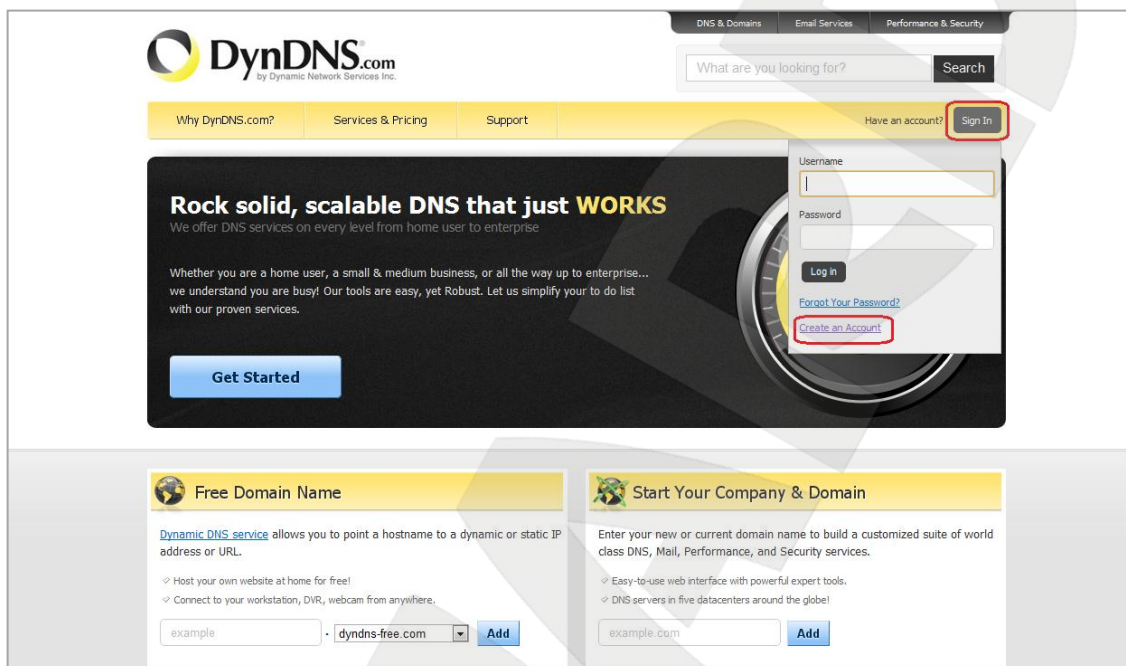 DNS & Domains Email Services Performance & Security
DynDNS.com
by Dynamic Network Services Inc.
What are you looking for? Search
Why DynDNS.com? Services & Pricing Support Have an account? Sign In
Username
Password
Log in
Forgot Your Password?
Create an Account
Rock solid, scalable DNS that just WORKS
We offer DNS services on every level from home user to enterprise
Whether you are a home user, a small & medium business, or all the way up to enterprise...
we understand you are busy! Our tools are easy, yet Robust. Let us simplify your to do list
with our proven services.
Get Started
Free Domain Name
Dynamic DNS service allows you to point a hostname to a dynamic or static IP
address or URL.
Host your own website at home for free!
Connect to your workstation, DVR, webcam from anywhere.
example . dyndns-free.com Add
Start Your Company & Domain
Enter your new or current domain name to build a customized suite of world
class DNS, Mail, Performance, and Security services.
Easy-to-use web interface with powerful expert tools.
DNS servers in five datacenters around the globe!
example.com Add